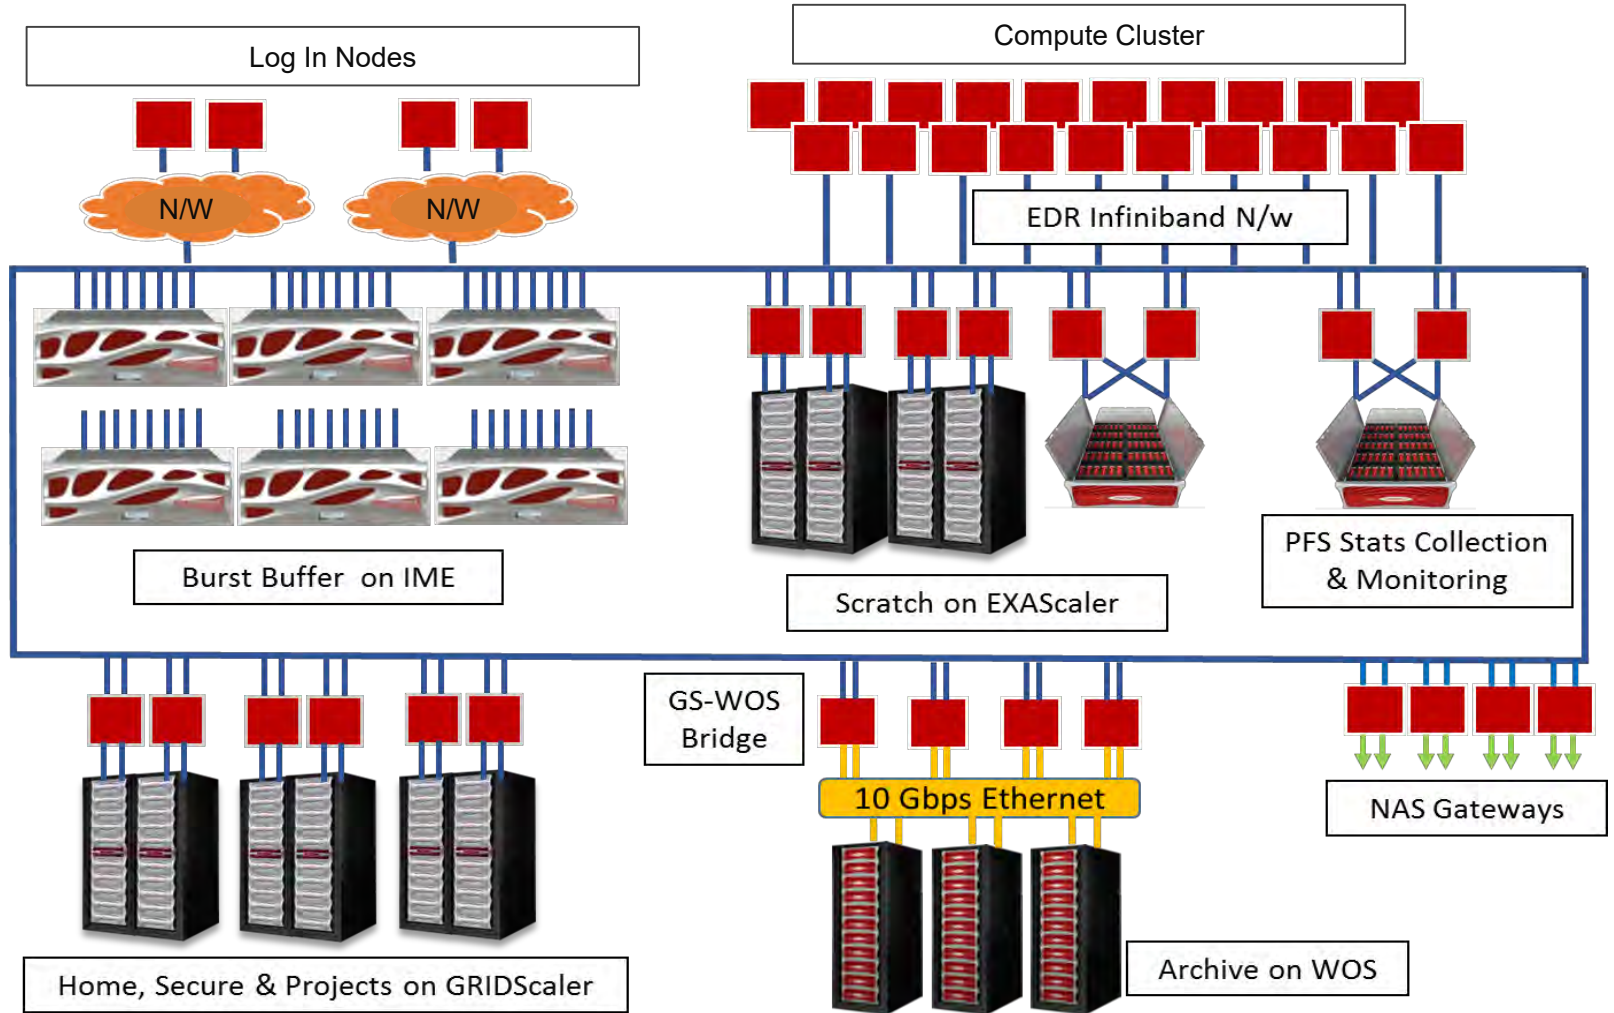 Log In Nodes
Compute Cluster
N/W
N/W
EDR Infiniband N/w
Burst Buffer on IME
Scratch on EXAScaler
PFS Stats Collection
& Monitoring
GS-WOS
Bridge
10 Gbps Ethernet
NAS Gateways
Home, Secure & Projects on GRIDScaler
Archive on WOS